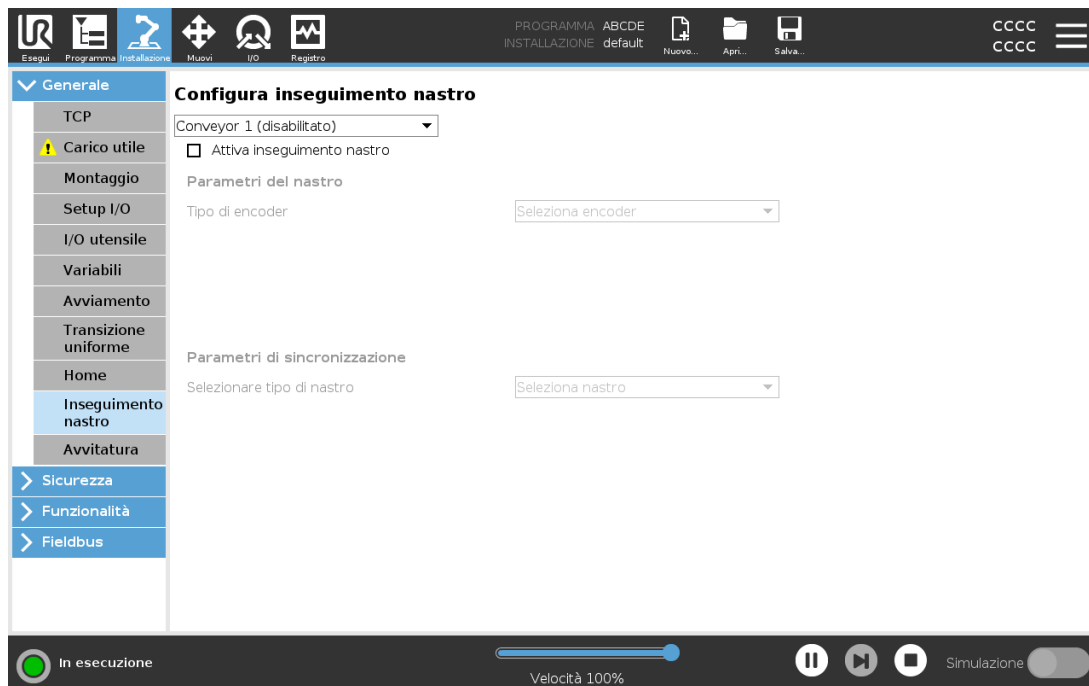 Esegui
Programma
Installazione
Muovi
I/O
Registro
PROGRAMMA ABCDE
INSTALLAZIONE default
Nuovo...
Apri...
Salva...
CCCC
CCCC
Generale
TCP
Carico utile
Montaggio
Setup I/O
I/O utensile
Variabili
Avviamento
Transizione
uniforme
Home
Inseguimento
nastro
Avvitatura
Sicurezza
Funzionalità
Fieldbus
Configura inseguimento nastro
Conveyor 1 (disabilitato)
Attiva inseguimento nastro
Parametri del nastro
Tipo di encoder
Seleziona encoder
Parametri di sincronizzazione
Selezionare tipo di nastro
Seleziona nastro
In esecuzione
Velocità 100%
Simulazione